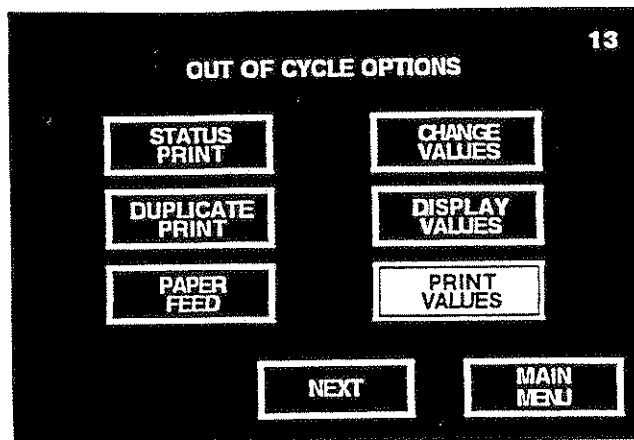 13
OUT OF CYCLE OPTIONS
STATUS
PRINT
CHANGE
VALUES
DUPLICATE
PRINT
DISPLAY
VALUES
PAPER
FEED
PRINT
VALUES
NEXT
MAIN
MENU